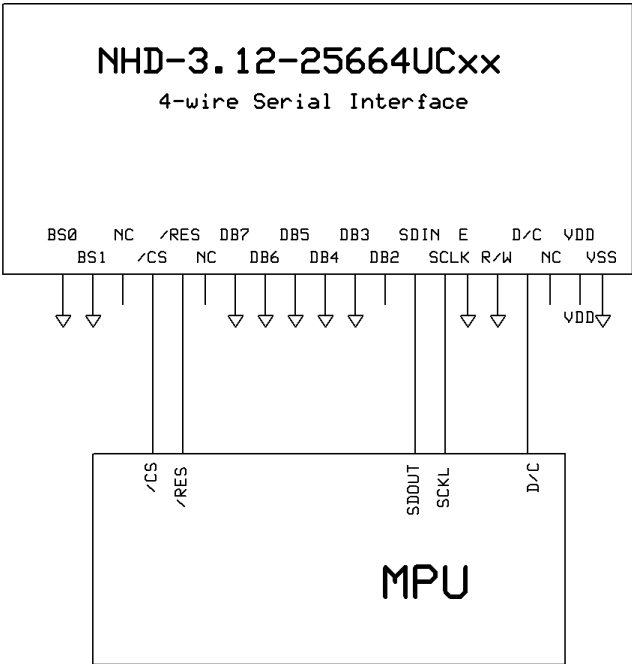 NHD-3.12-25664UCxx
4-wire Serial Interface
BS0 NC /RES DB7 DB5 DB3 SDIN E D/C VDD
BS1 /CS NC DB6 DB4 DB2 SCLK R/W NC VSS
VDD
/CS
/RES
SDOUT
SCKL
D/C
MPU